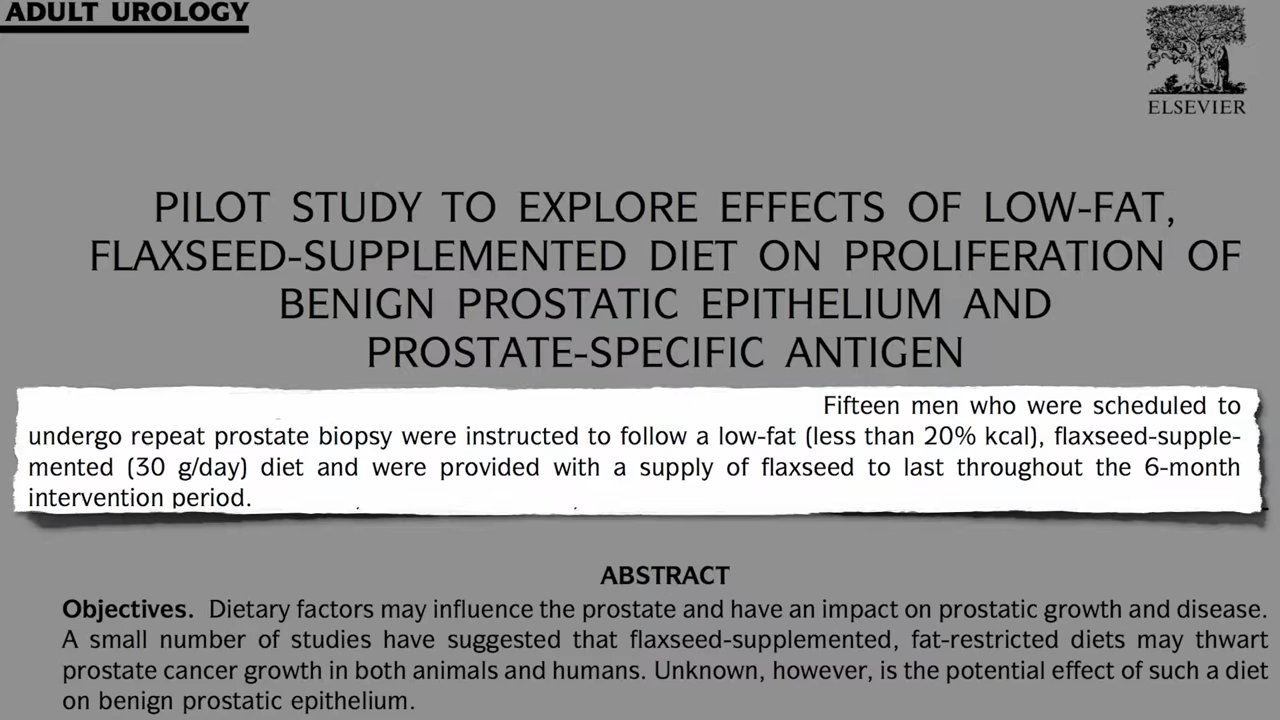 ADULT UROLOGY
ELSEVIER
PILOT STUDY TO EXPLORE EFFECTS OF LOW-FAT,
FLAXSEED-SUPPLEMENTED DIET ON PROLIFERATION OF
BENIGN PROSTATIC EPITHELIUM AND
PROSTATE-SPECIFIC ANTIGEN
Fifteen men who were scheduled to
undergo repeat prostate biopsy were instructed to follow a low-fat (less than 20% kcal), flaxseed-supple-
mented (30 g/day) diet and were provided with a supply of flaxseed to last throughout the 6-month
intervention period.
ABSTRACT
Objectives. Dietary factors may influence the prostate and have an impact on prostatic growth and disease.
A small number of studies have suggested that flaxseed-supplemented, fat-restricted diets may thwart
prostate cancer growth in both animals and humans. Unknown, however, is the potential effect of such a diet
on benign prostatic epithelium.